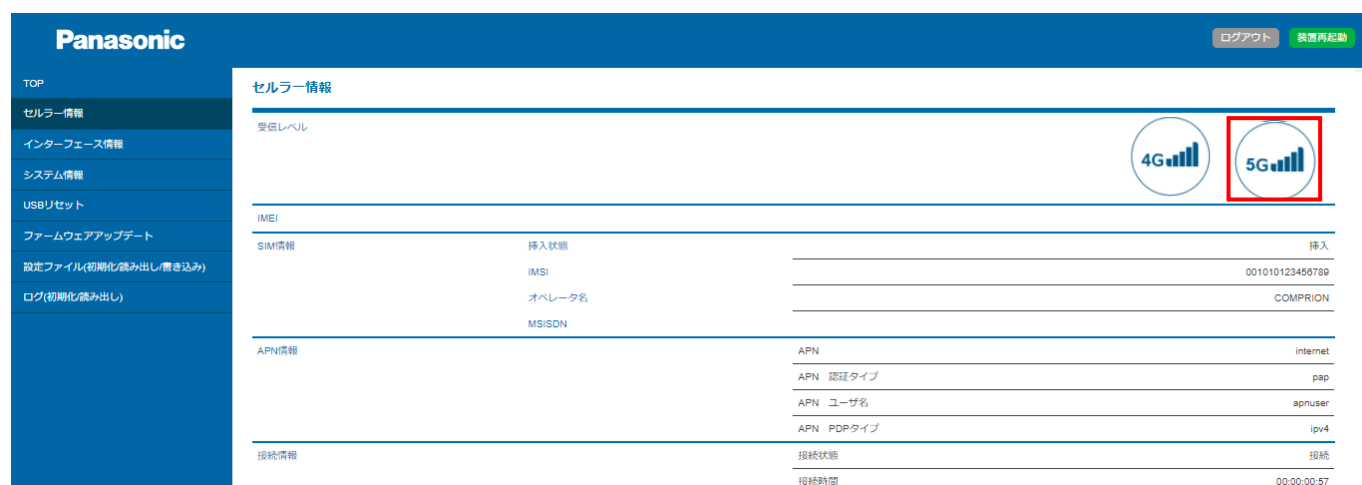 Panasonic
ログアウト
装置再起動
TOP
セルラー情報
インターフェース情報
システム情報
USBリセット
ファームウェアアップデート
設定ファイル(初期化/読み出し/書き込み)
ログ(初期化/読み出し)
セルラー情報
受信レベル
4G
5G
IMEI
SIM情報
挿入状態 挿入
IMSI 001010123456789
オペレータ名 COMPRION
MSISDN
APN情報
APN internet
APN 認証タイプ pap
APN ユーザ名 apnuser
APN PDPタイプ ipv4
接続情報
接続状態 接続
接続時間 00:00:00:57